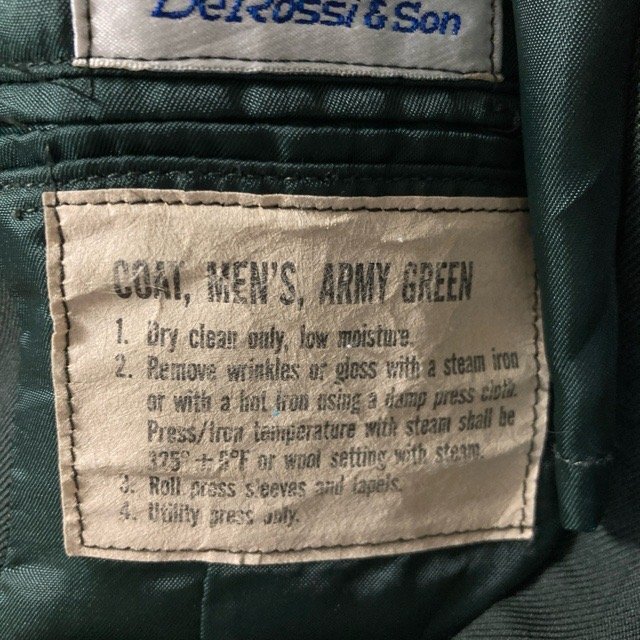 DeRossi & Son
COAT, MEN'S, ARMY GREEN
1. Dry clean only, low moisture.
2. Remove wrinkles or gloss with a steam iron
or with a hot iron using a damp press cloth.
Press/Iron temperature with steam shall be
375° ± 5°F or wool setting with steam.
3. Roll press sleeves and lapels.
4. Utility press only.